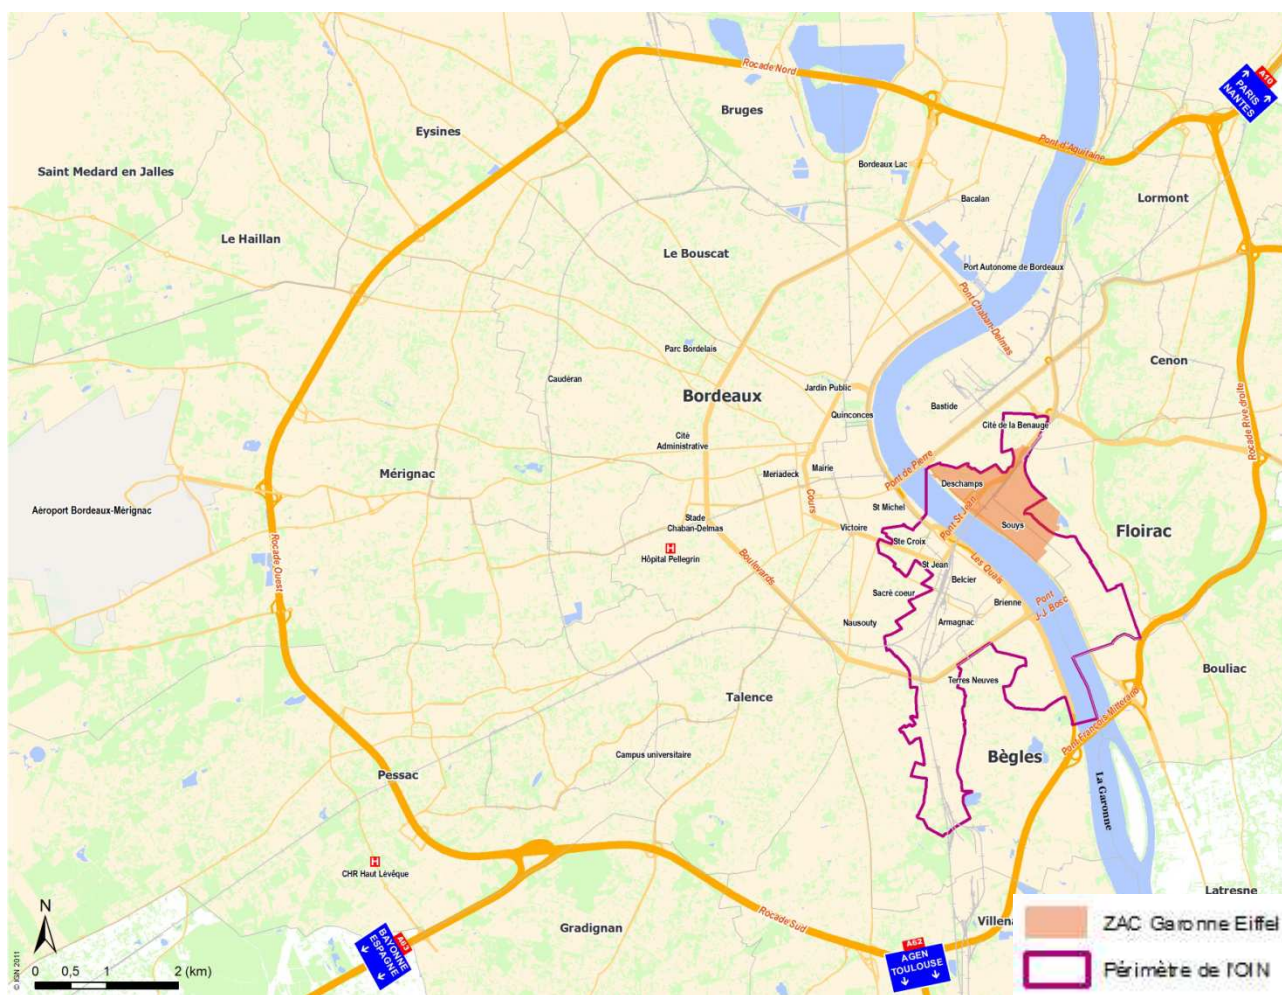 Rocade Nord
A10
PARIS
NANTES
Bruges
Eysines
Pont d'Aquitaine
Saint Medard en Jalles
Bordeaux Lac
Bacalan
Lormont
Le Haillan
Le Bouscat
Port Autonome de Bordeaux
Pont Chaban-Delmas
Parc Bordelais
Cenon
Caudéran
Jardin Public
Bordeaux
Rocade Rive droite
Bastide
Quinconces
Cité de la Benauge
Cité
Administrative
Pont de Pierre
Mairie
Mérignac
Meriadeck
Deschamps
Cours
Aéroport Bordeaux-Mérignac
St Michel
Stade
Chaban-Delmas
Victoire
Pont St Jean
Souys
Floirac
Rocade Ouest
Ste Croix
Hôpital Pellegrin
H
Boulevards
St Jean
Les Quais
Belcier
Sacré coeur
Brienne
Pont
J-J. Bosc
Nausouty
Armagnac
Bouliac
Terres Neuves
Talence
Pont François Mitterand
Campus universitaire
Bègles
Pessac
La Garonne
H
CHR Haut Lévêque
Latresne
N
Rocade Sud
Villena
Gradignan
A63
BAYONNE
ESPAGNE
A62
AGEN
TOULOUSE
ZAC Garonne Eiffel
Périmètre de l'OIN
0 0,5 1 2 (km)
© IGN 2011